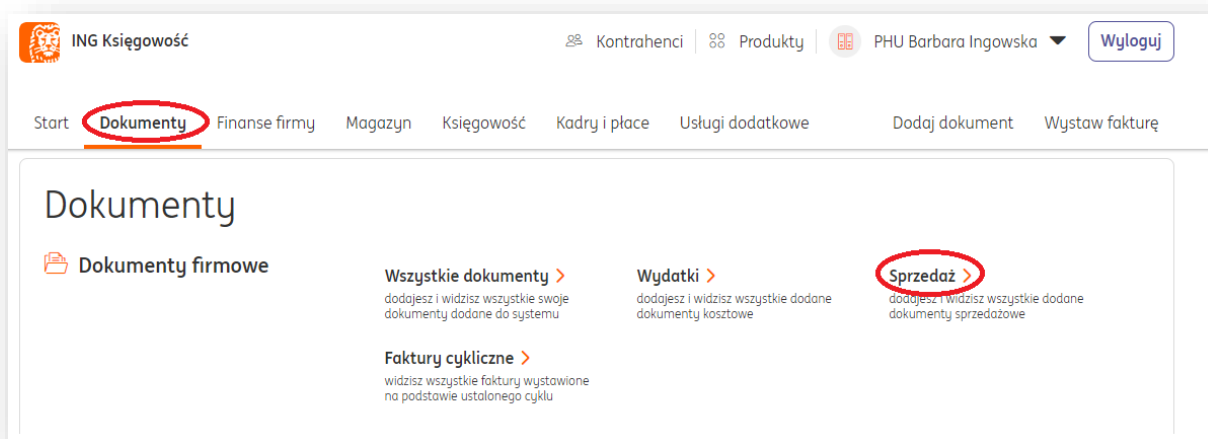 ING Księgowość
Kontrahenci
Produkty
PHU Barbara Ingowska
Wyloguj
Start
Dokumenty
Finanse firmy
Magazyn
Księgowość
Kadry i płace
Usługi dodatkowe
Dodaj dokument
Wystaw fakturę
Dokumenty
Dokumenty firmowe
Wszystkie dokumenty >
dodajesz i widzisz wszystkie swoje
dokumenty dodane do systemu
Wydatki >
dodajesz i widzisz wszystkie dodane
dokumenty kosztowe
Sprzedaż >
dodajesz i widzisz wszystkie dodane
dokumenty sprzedażowe
Faktury cykliczne >
widzisz wszystkie faktury wystawione
na podstawie ustalonego cyklu